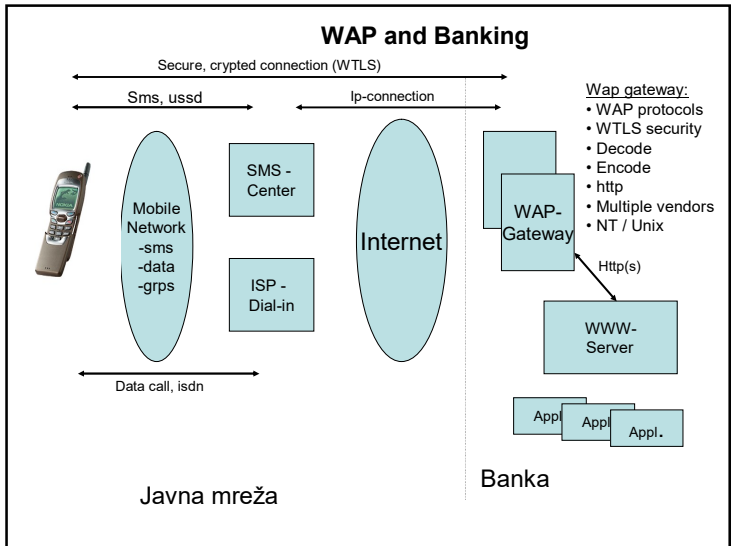 WAP and Banking
Secure, crypted connection (WTLS)
Sms, ussd
Ip-connection
Wap gateway:
• WAP protocols
• WTLS security
• Decode
• Encode
• http
• Multiple vendors
• NT / Unix
SMS -
Center
Mobile
Network
-sms
-data
-grps
ISP -
Dial-in
Internet
WAP-
Gateway
Http(s)
WWW-
Server
Data call, isdn
Appl
Appl
Appl.
Javna mreža
Banka